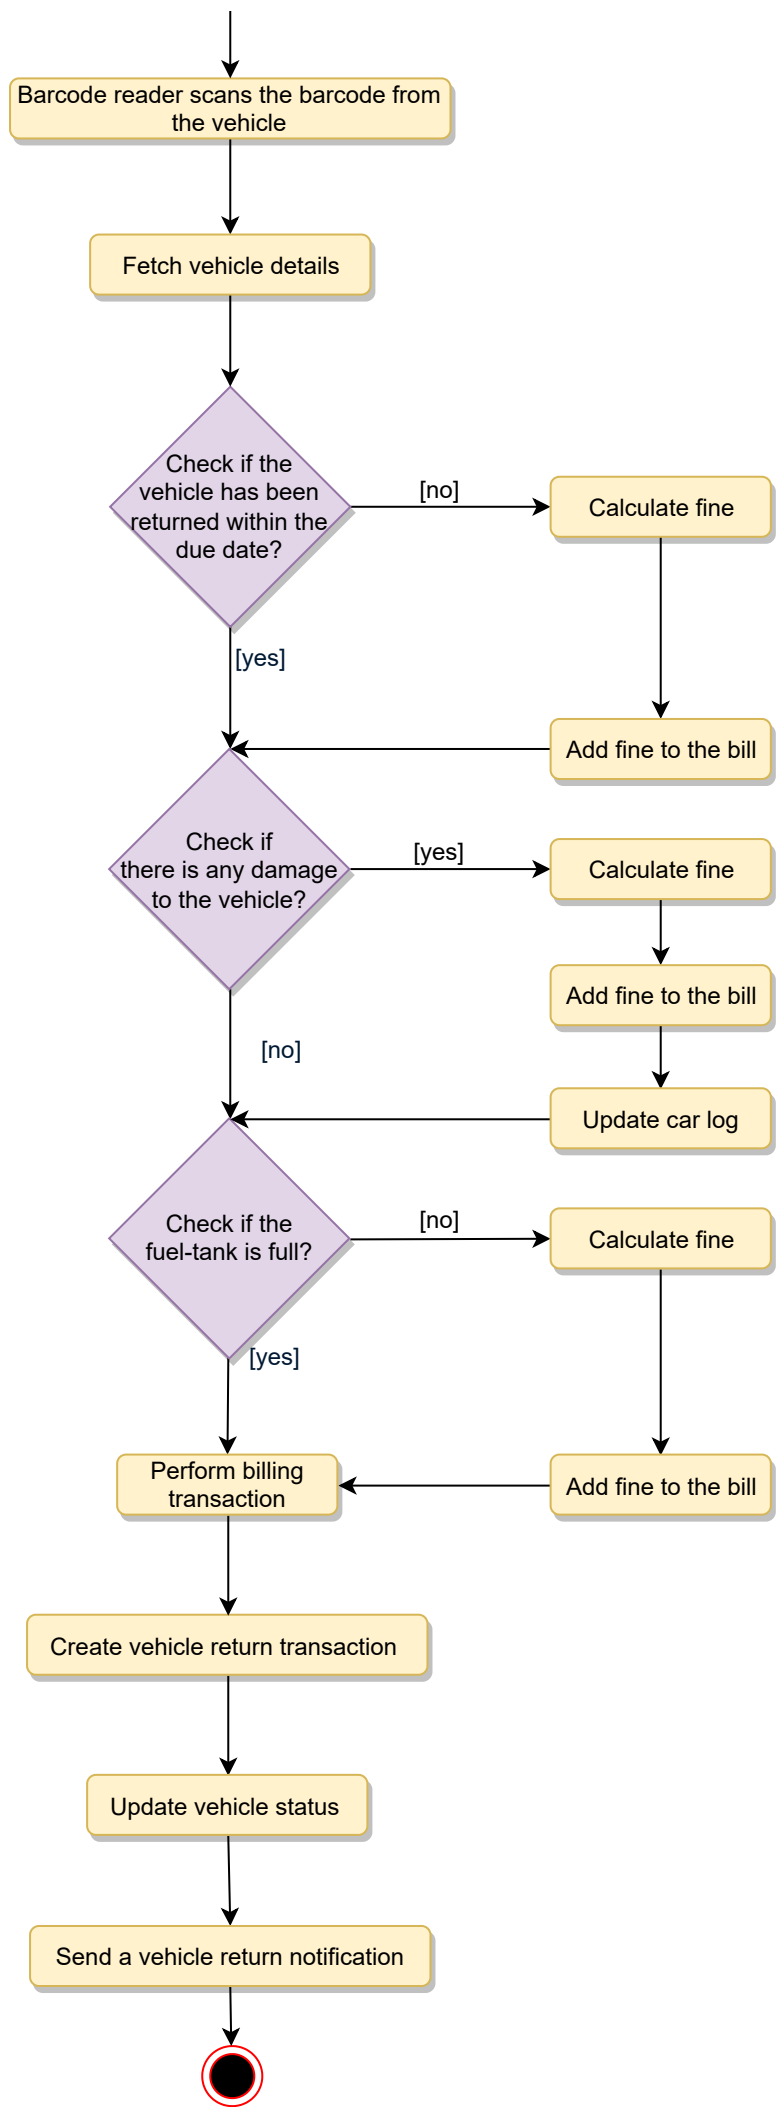 Barcode reader scans the barcode from
the vehicle
Fetch vehicle details
Check if the
vehicle has been
returned within the
due date?
[no]
Calculate fine
[yes]
Add fine to the bill
Check if
there is any damage
to the vehicle?
[yes]
Calculate fine
Add fine to the bill
[no]
Update car log
Check if the
fuel-tank is full?
[no]
Calculate fine
[yes]
Perform billing
transaction
Add fine to the bill
Create vehicle return transaction
Update vehicle status
Send a vehicle return notification